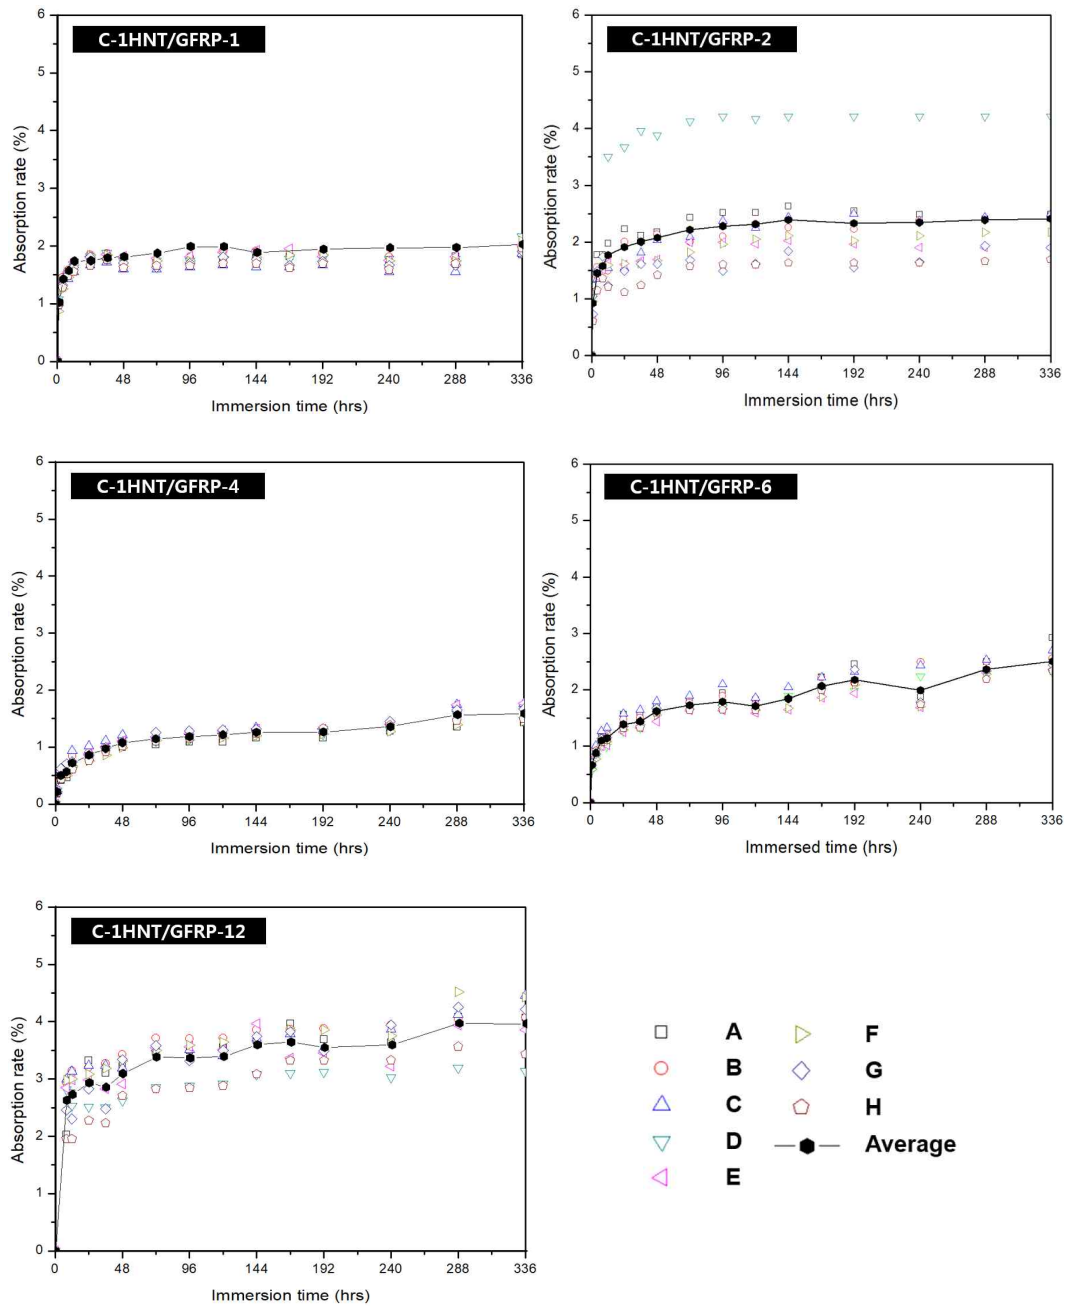 C-1HNT/GFRP-1
Absorption rate (%)
6
5
4
3
2
1
0
0 48 96 144 192 240 288 336
Immersion time (hrs)
C-1HNT/GFRP-2
Absorption rate (%)
6
5
4
3
2
1
0
0 48 96 144 192 240 288 336
Immersion time (hrs)
C-1HNT/GFRP-4
Absorption rate (%)
6
5
4
3
2
1
0
0 48 96 144 192 240 288 336
Immersion time (hrs)
C-1HNT/GFRP-6
Absorption rate (%)
6
5
4
3
2
1
0
0 48 96 144 192 240 288 336
Immersed time (hrs)
C-1HNT/GFRP-12
Absorption rate (%)
6
5
4
3
2
1
0
0 48 96 144 192 240 288 336
Immersion time (hrs)
A
B
C
D
E
F
G
H
Average